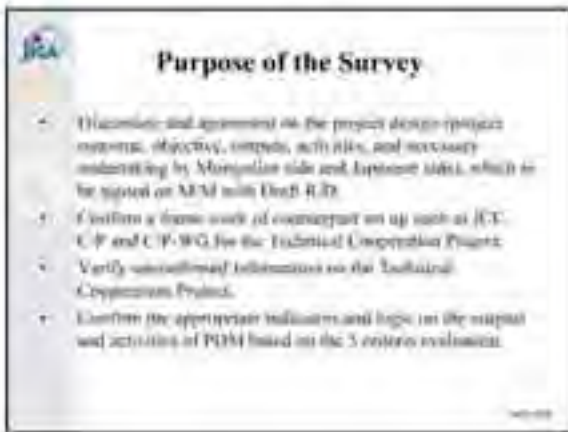 JICA
Purpose of the Survey
• Discussion and agreement on the project design (project
outcome, objective, outputs, activities, and necessary
undertaking by Mongolian side and Japanese side), which to
be signed on M/M with Draft R/D.
• Confirm a frame work of counterpart set up such as JCC,
C/P and C/P-WG for the Technical Cooperation Project.
• Verify unconfirmed information on the Technical
Cooperation Project.
• Confirm the appropriate indicators and logic on the output
and activities of PDM based on the 5 criteria evaluation.